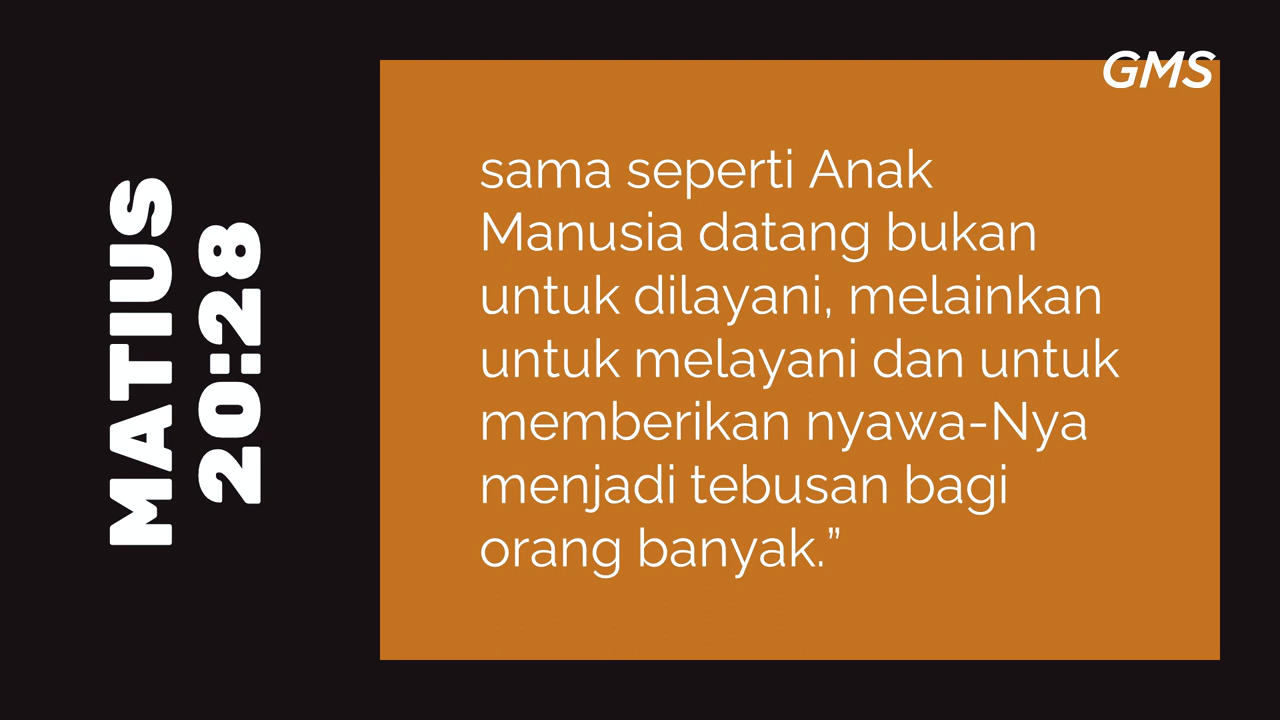 GMS
MATIUS
20:28
sama seperti Anak
Manusia datang bukan
untuk dilayani, melainkan
untuk melayani dan untuk
memberikan nyawa-Nya
menjadi tebusan bagi
orang banyak.”